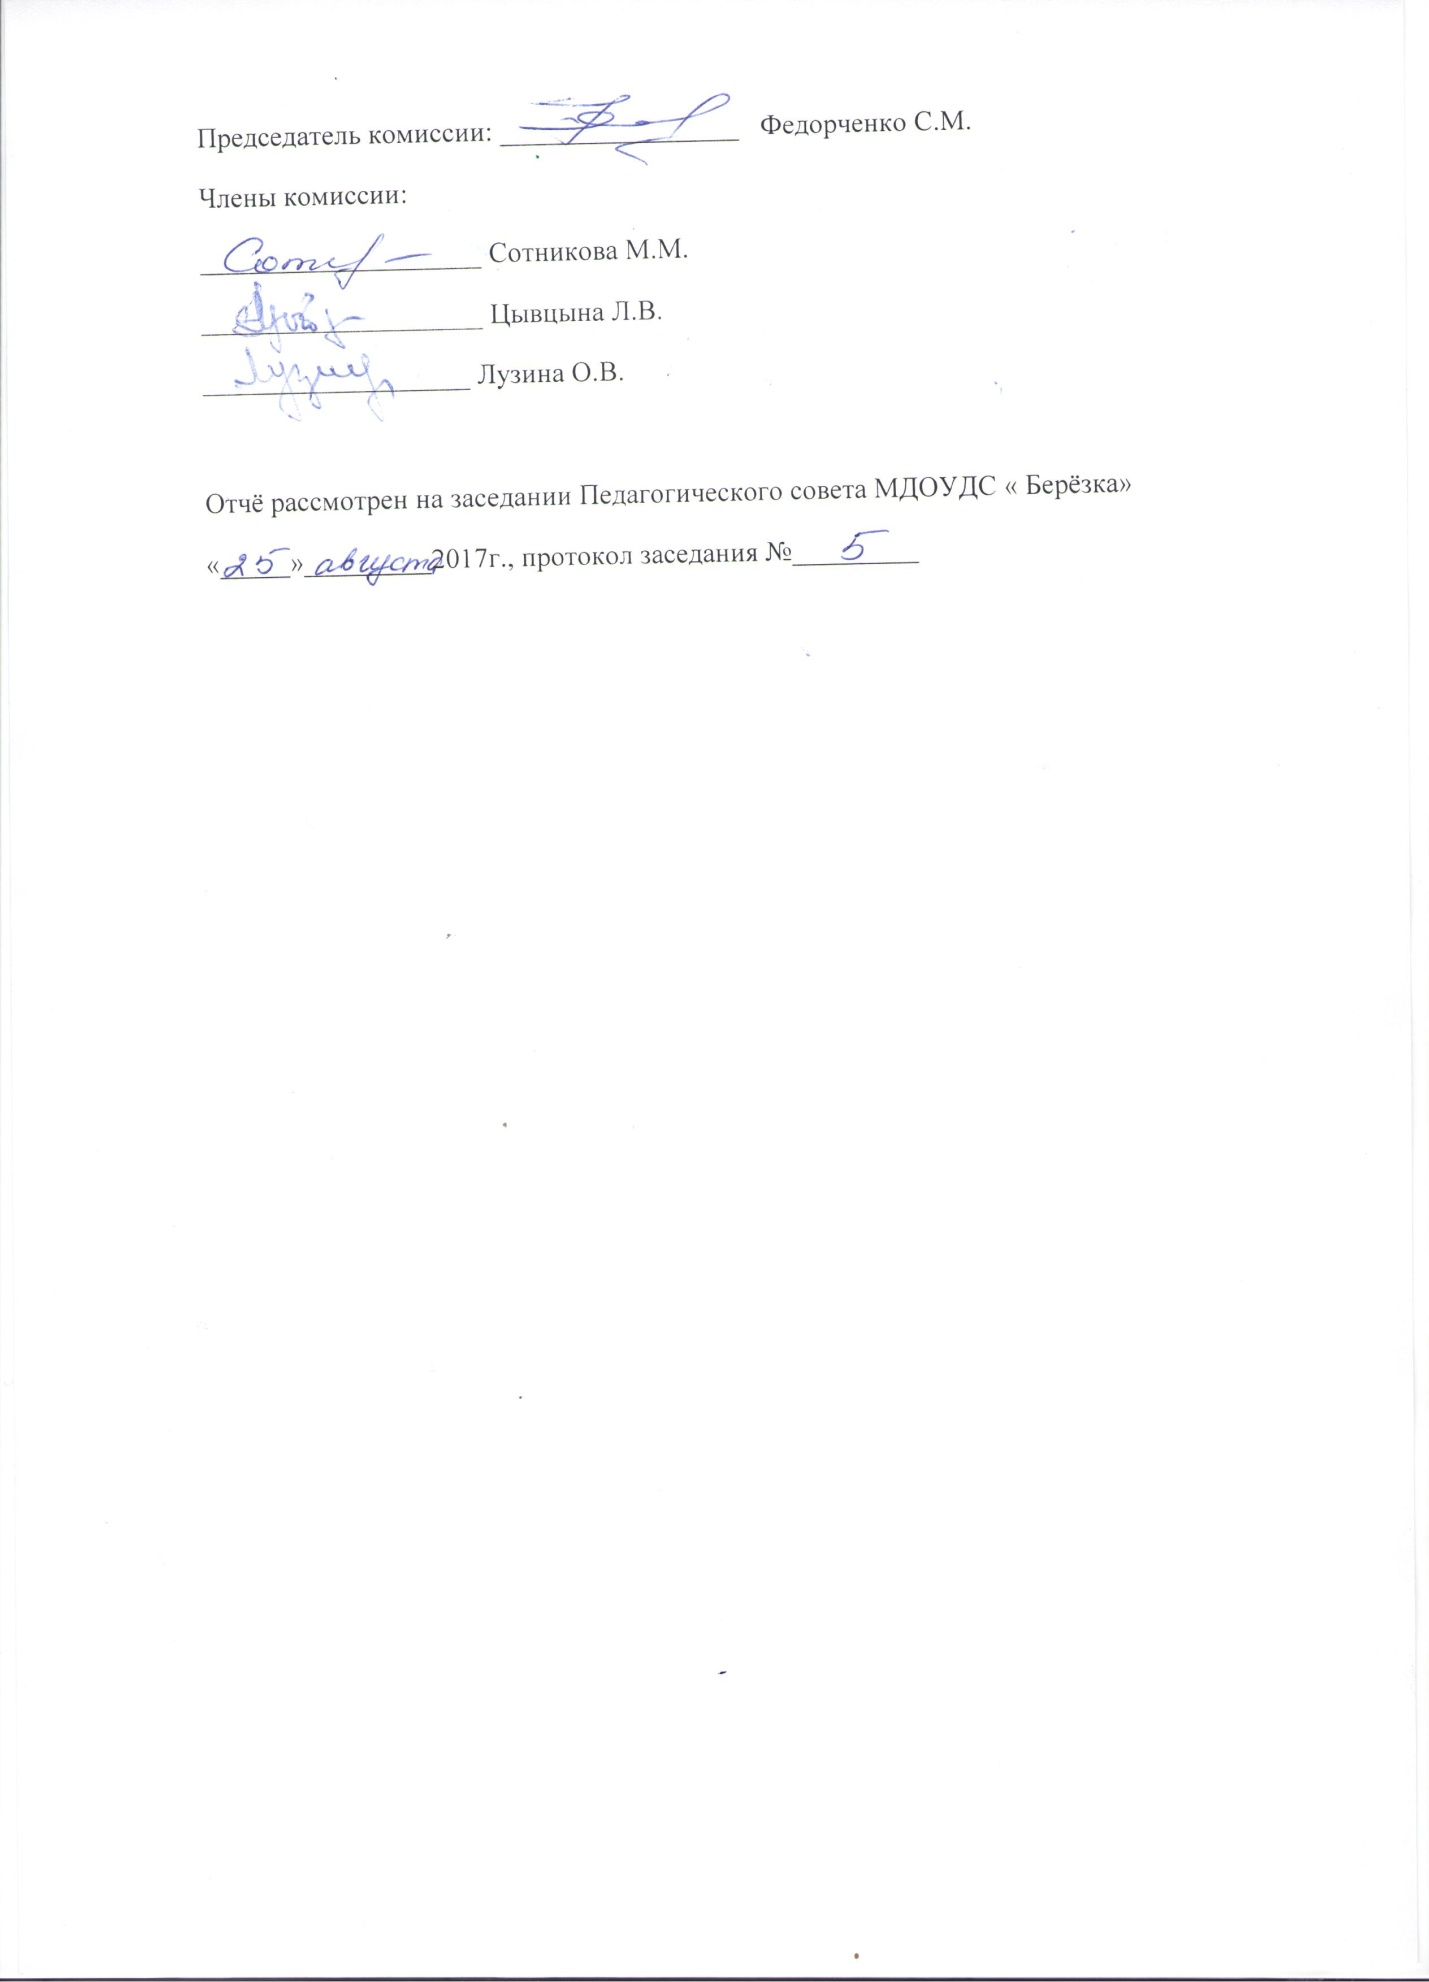 Председатель комиссии: Федорченко С.М.
Члены комиссии:
Сотникова М.М.
Цывцына Л.В.
Лузина О.В.
Отчё рассмотрен на заседании Педагогического совета МДОУДС « Берёзка»
«25» августа 2017г., протокол заседания № 5